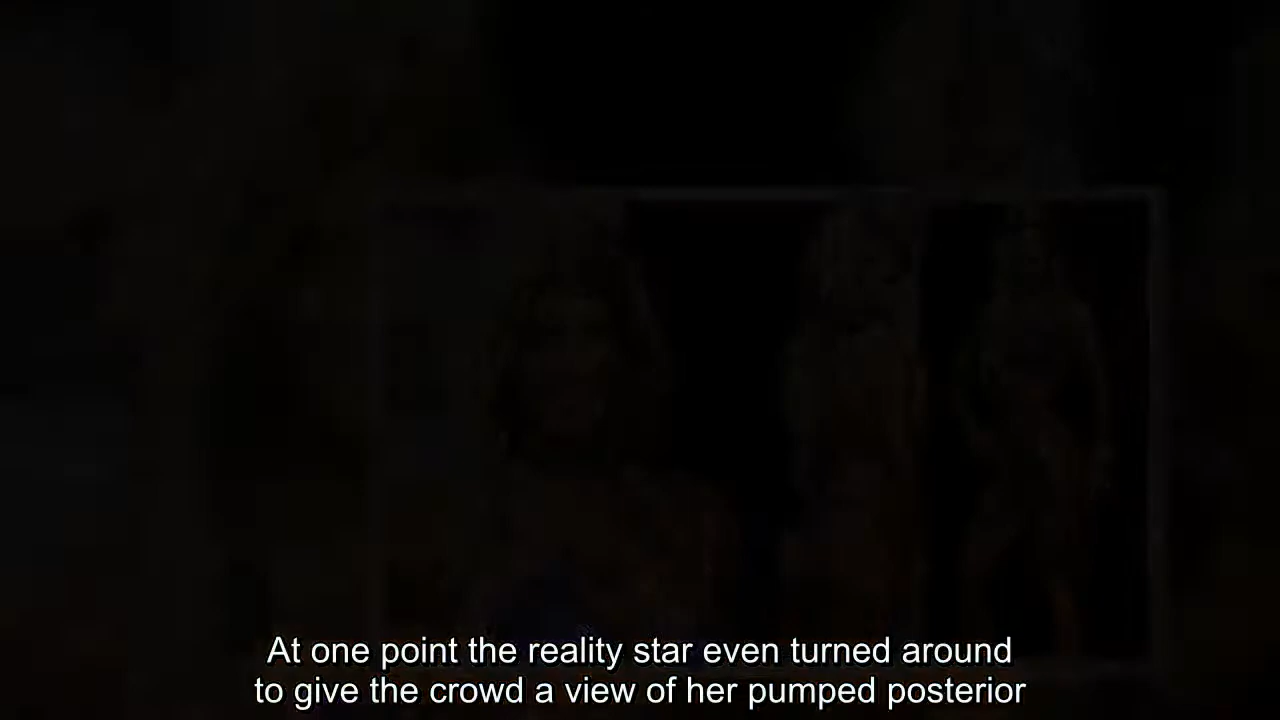 At one point the reality star even turned around
to give the crowd a view of her pumped posterior